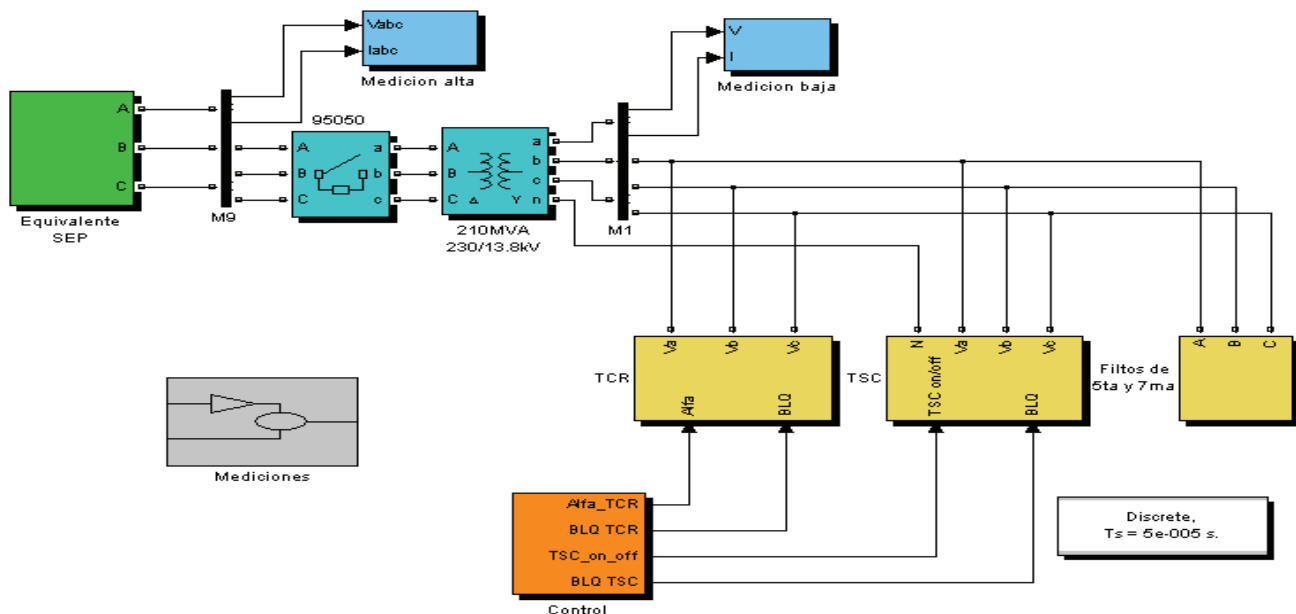 Vabc
Iabc
Medicion alta
V
I
Medicion baja
A
B
C
Equivalente
SEP
M9
95050
A
B
C
a
b
c
A
B
C
Δ
Y
a
b
c
n
210MVA
230/13.8kV
M1
Va
Vb
Vc
TCR
Alfa
BLQ
N
Va
Vb
Vc
TSC
TSC on/off
BLQ
A
B
C
Filtos de
5ta y 7ma
Mediciones
Alfa_TCR
BLQ TCR
TSC_on_off
BLQ TSC
Control
Discrete,
Ts = 5e-005 s.